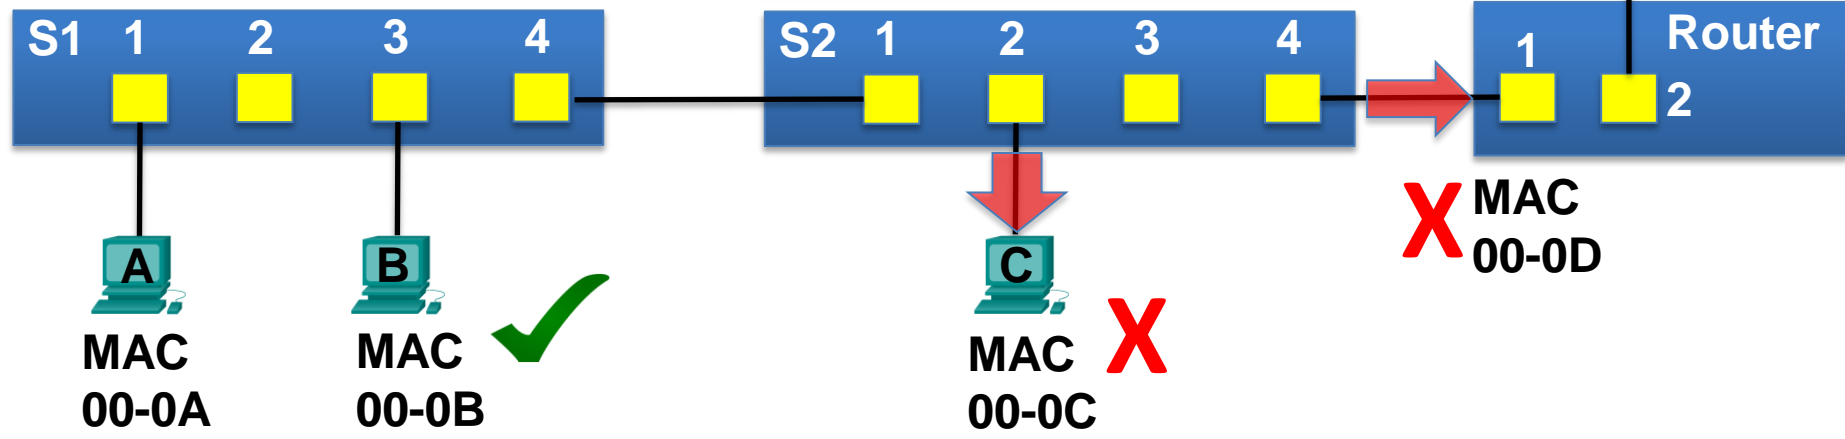 S1 1 2 3 4
S2 1 2 3 4
1 Router
2
A
B
C
MAC
00-0A
MAC
00-0B
MAC
00-0C
X
X
MAC
00-0D